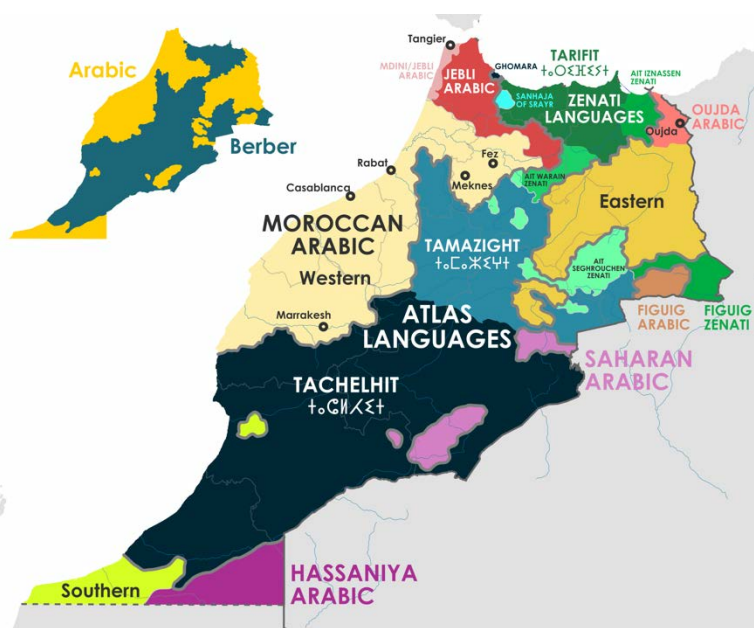 Arabic
Berber
Tangier
MDINI/JEBLI
ARABIC
JEBLI
ARABIC
GHOMARA
TARIFIT
ⵜⴰⵔⵉⴼⵉⵜ
SANHAJA
OF SRAYR
ZENATI
LANGUAGES
AIT IZNASSEN
ZENATI
OUJDA
ARABIC
Oujda
Rabat
Fez
Meknes
AIT WARAIN
ZENATI
Casablanca
MOROCCAN
ARABIC
Western
TAMAZIGHT
ⵜⴰⵎⴰⵣⵉⵖⵜ
Eastern
AIT
SEGHROUCHEN
ZENATI
Marrakesh
ATLAS
LANGUAGES
FIGUIG
ARABIC
FIGUIG
ZENATI
SAHARAN
ARABIC
TACHELHIT
ⵜⴰⵛⵍⵃⵉⵜ
Southern
HASSANIYA
ARABIC